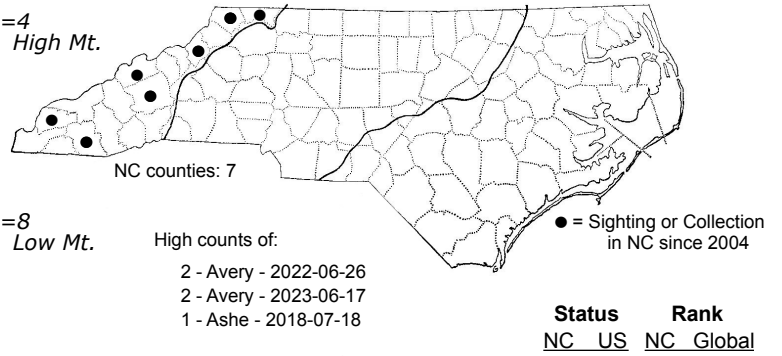 =4
High Mt.
NC counties: 7
=8
Low Mt.
High counts of:
2 - Avery - 2022-06-26
2 - Avery - 2023-06-17
1 - Ashe - 2018-07-18
● = Sighting or Collection
in NC since 2004
Status Rank
NC US NC Global